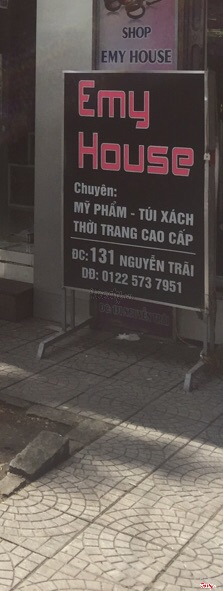 SHOP
EMY HOUSE
Emy
House
Chuyên:
MỸ PHẨM - TÚI XÁCH
THỜI TRANG CAO CẤP
ĐC: 131 NGUYỄN TRÃI
DĐ: 0122 573 7951